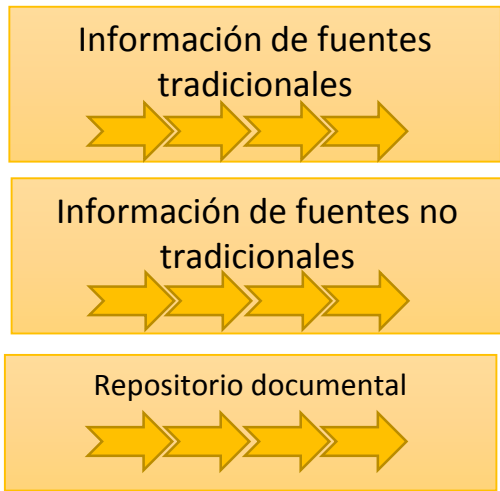 Información de fuentes
tradicionales
Información de fuentes no
tradicionales
Repositorio documental